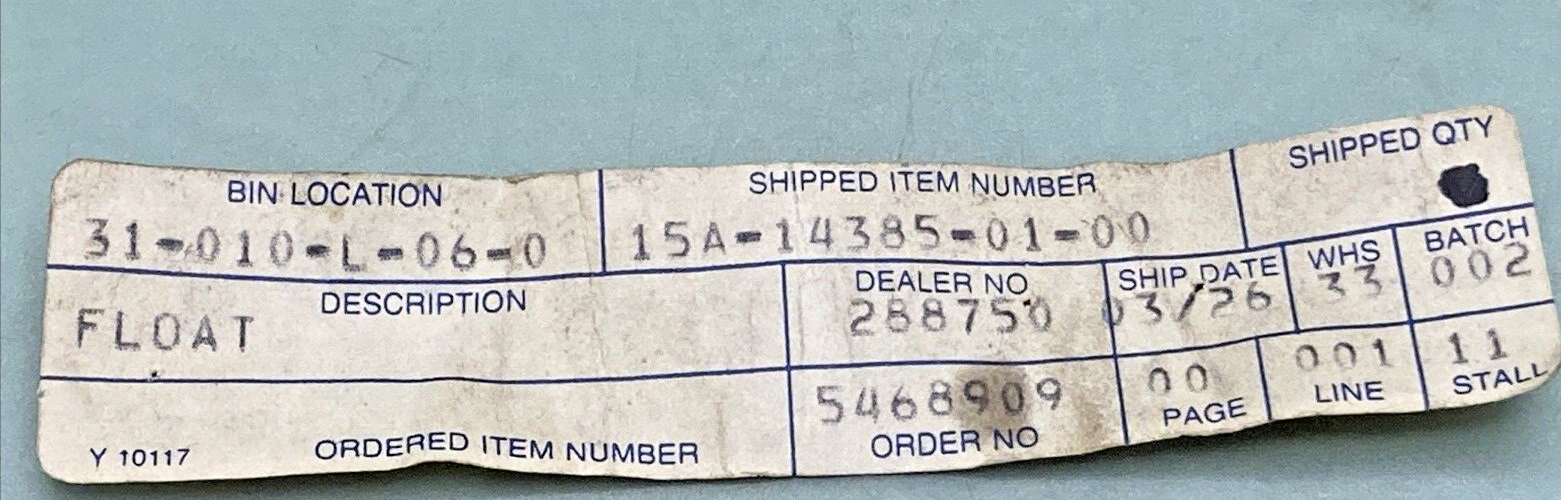 BIN LOCATION SHIPPED ITEM NUMBER SHIPPED QTY
31-010-L-06-0 15A-14385-01-00
DESCRIPTION DEALER NO SHIP DATE WHS BATCH
FLOAT 288750 03/26 33 002
5468909 00 001 11
Y 10117 ORDERED ITEM NUMBER ORDER NO PAGE LINE STALL